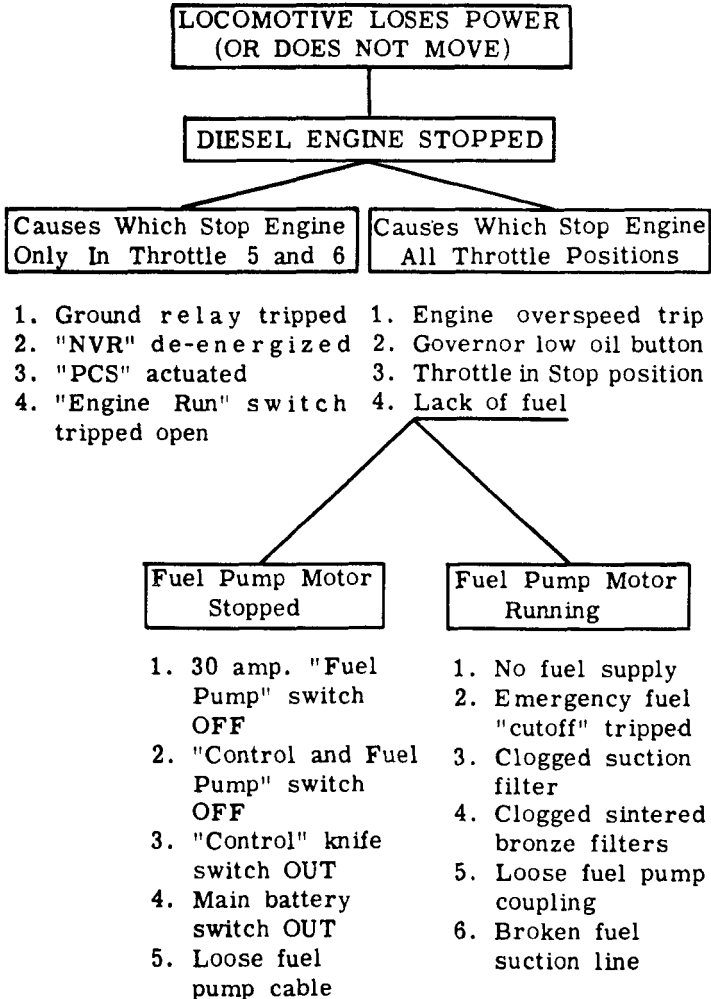 LOCOMOTIVE LOSES POWER
(OR DOES NOT MOVE)
DIESEL ENGINE STOPPED
Causes Which Stop Engine
Only In Throttle 5 and 6
1. Ground relay tripped
2. "NVR" de-energized
3. "PCS" actuated
4. "Engine Run" switch
tripped open
Causes Which Stop Engine
All Throttle Positions
1. Engine overspeed trip
2. Governor low oil button
3. Throttle in Stop position
4. Lack of fuel
Fuel Pump Motor
Stopped
1. 30 amp. "Fuel
Pump" switch
OFF
2. "Control and Fuel
Pump" switch
OFF
3. "Control" knife
switch OUT
4. Main battery
switch OUT
5. Loose fuel
pump cable
Fuel Pump Motor
Running
1. No fuel supply
2. Emergency fuel
"cutoff" tripped
3. Clogged suction
filter
4. Clogged sintered
bronze filters
5. Loose fuel pump
coupling
6. Broken fuel
suction line